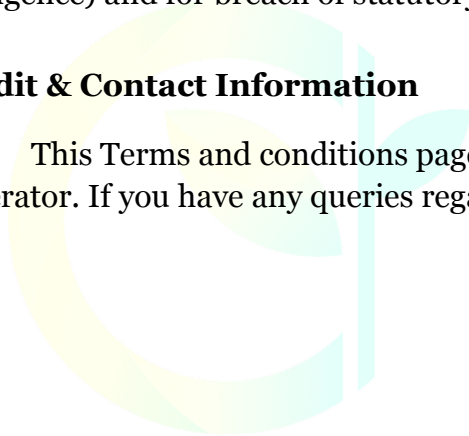 gence) and for breach of statutory
dit & Contact Information
This Terms and conditions page
erator. If you have any queries rega